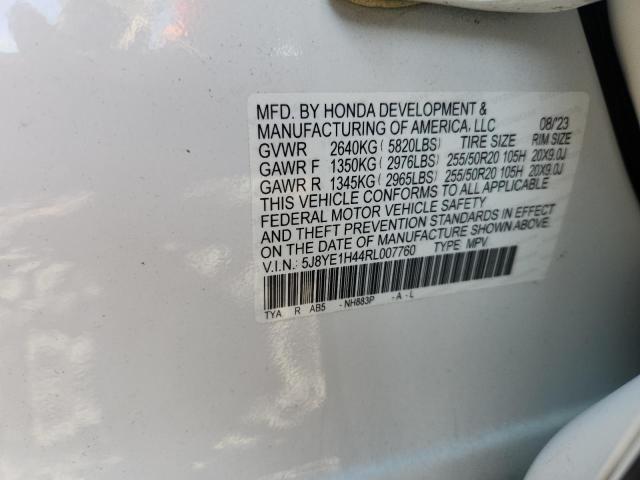 MFD. BY HONDA DEVELOPMENT &
MANUFACTURING OF AMERICA, LLC 08/'23
GVWR 2640KG ( 5820LBS) TIRE SIZE RIM SIZE
GAWR F 1350KG ( 2976LBS) 255/50R20 105H 20X9.0J
GAWR R 1345KG ( 2965LBS) 255/50R20 105H 20X9.0J
THIS VEHICLE CONFORMS TO ALL APPLICABLE
FEDERAL MOTOR VEHICLE SAFETY
AND THEFT PREVENTION STANDARDS IN EFFECT
ON THE DATE OF MANUFACTURE SHOWN ABOVE.
V.I.N.: 5J8YE1H44RL007760 TYPE MPV
TYA R AB5 - NH883P - A - L